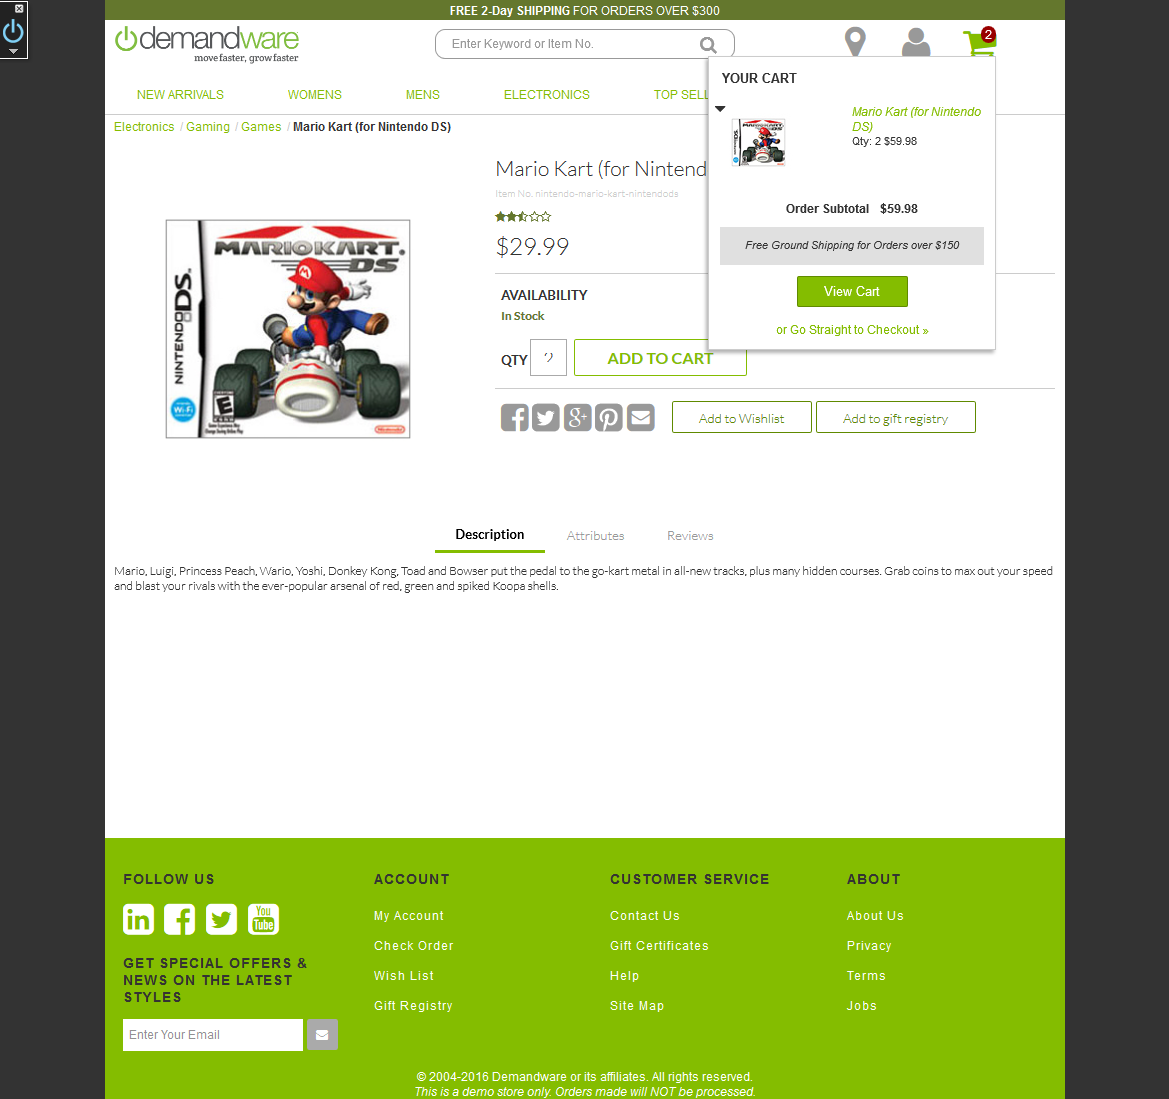 FREE 2-Day SHIPPING FOR ORDERS OVER $300
demandware
move faster, grow faster
Enter Keyword or Item No.
2
NEW ARRIVALS
WOMENS
MENS
ELECTRONICS
TOP SELL
YOUR CART
Mario Kart (for Nintendo
DS)
Qty: 2 $59.98
Order Subtotal $59.98
Free Ground Shipping for Orders over $150
View Cart
or Go Straight to Checkout »
Electronics / Gaming / Games / Mario Kart (for Nintendo DS)
Mario Kart (for Nintend
Item No. nintendo-mario-kart-nintendods
$29.99
AVAILABILITY
In Stock
QTY
2
ADD TO CART
Add to Wishlist
Add to gift registry
MARIOKART
DS
NINTENDO DS
Wi-Fi
EVERYONE
E
Nintendo
Description
Attributes
Reviews
Mario, Luigi, Princess Peach, Wario, Yoshi, Donkey Kong, Toad and Bowser put the pedal to the go-kart metal in all-new tracks, plus many hidden courses. Grab coins to max out your speed
and blast your rivals with the ever-popular arsenal of red, green and spiked Koopa shells.
FOLLOW US
in
You
Tube
GET SPECIAL OFFERS &
NEWS ON THE LATEST
STYLES
Enter Your Email
ACCOUNT
My Account
Check Order
Wish List
Gift Registry
CUSTOMER SERVICE
Contact Us
Gift Certificates
Help
Site Map
ABOUT
About Us
Privacy
Terms
Jobs
© 2004-2016 Demandware or its affiliates. All rights reserved.
This is a demo store only. Orders made will NOT be processed.